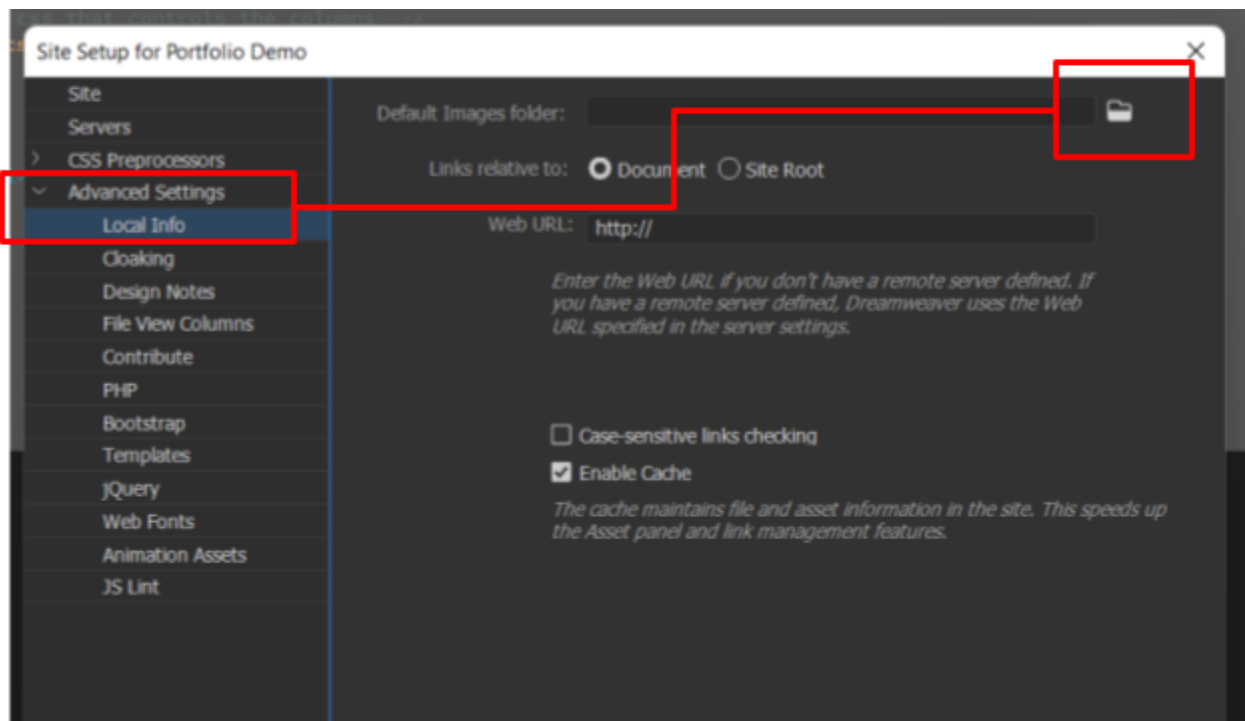 css that controls the columns--->
Site Setup for Portfolio Demo
Site
Servers
CSS Preprocessors
Advanced Settings
Local Info
Cloaking
Design Notes
File View Columns
Contribute
PHP
Bootstrap
Templates
jQuery
Web Fonts
Animation Assets
JS Lint
Default Images folder:
Links relative to: Document Site Root
Web URL: http://
Enter the Web URL if you don't have a remote server defined. If
you have a remote server defined, Dreamweaver uses the Web
URL specified in the server settings.
Case-sensitive links checking
Enable Cache
The cache maintains file and asset information in the site. This speeds up
the Asset panel and link management features.